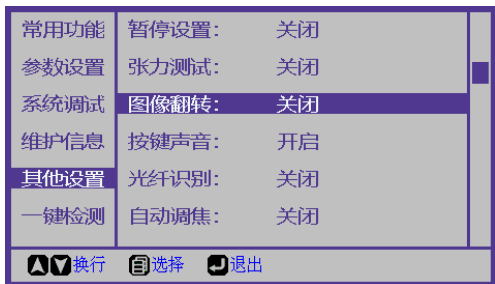 常用功能 暂停设置: 关闭
参数设置 张力测试: 关闭
系统调试 图像翻转: 关闭
维护信息 按键声音: 开启
其他设置 光纤识别: 关闭
一键检测 自动调焦: 关闭
换行 选择 退出